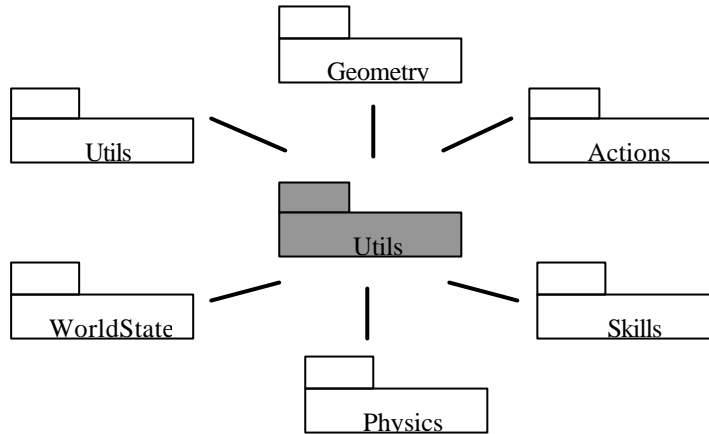 Geometry
Utils
Actions
Utils
WorldState
Skills
Physics